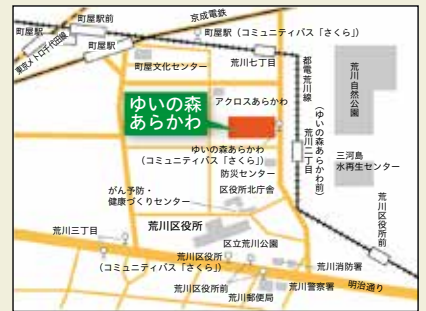 京成電鉄
町屋駅
町屋駅前
町屋駅（コミュニティバス「さくら」）
東京メトロ千代田線
町屋駅
町屋文化センター
荒川七丁目
都電荒川線
荒川自然公園
アクロスあらかわ
ゆいの森
あらかわ
荒川二丁目
（ゆいの森あらかわ前）
ゆいの森あらかわ
（コミュニティバス「さくら」）
三河島
水再生センター
防災センター
がん予防・
健康づくりセンター
区役所北庁舎
荒川区役所前
荒川三丁目
荒川区役所
区立荒川公園
荒川区役所
（コミュニティバス「さくら」）
荒川消防署
明治通り
荒川区役所前
荒川警察署
荒川郵便局